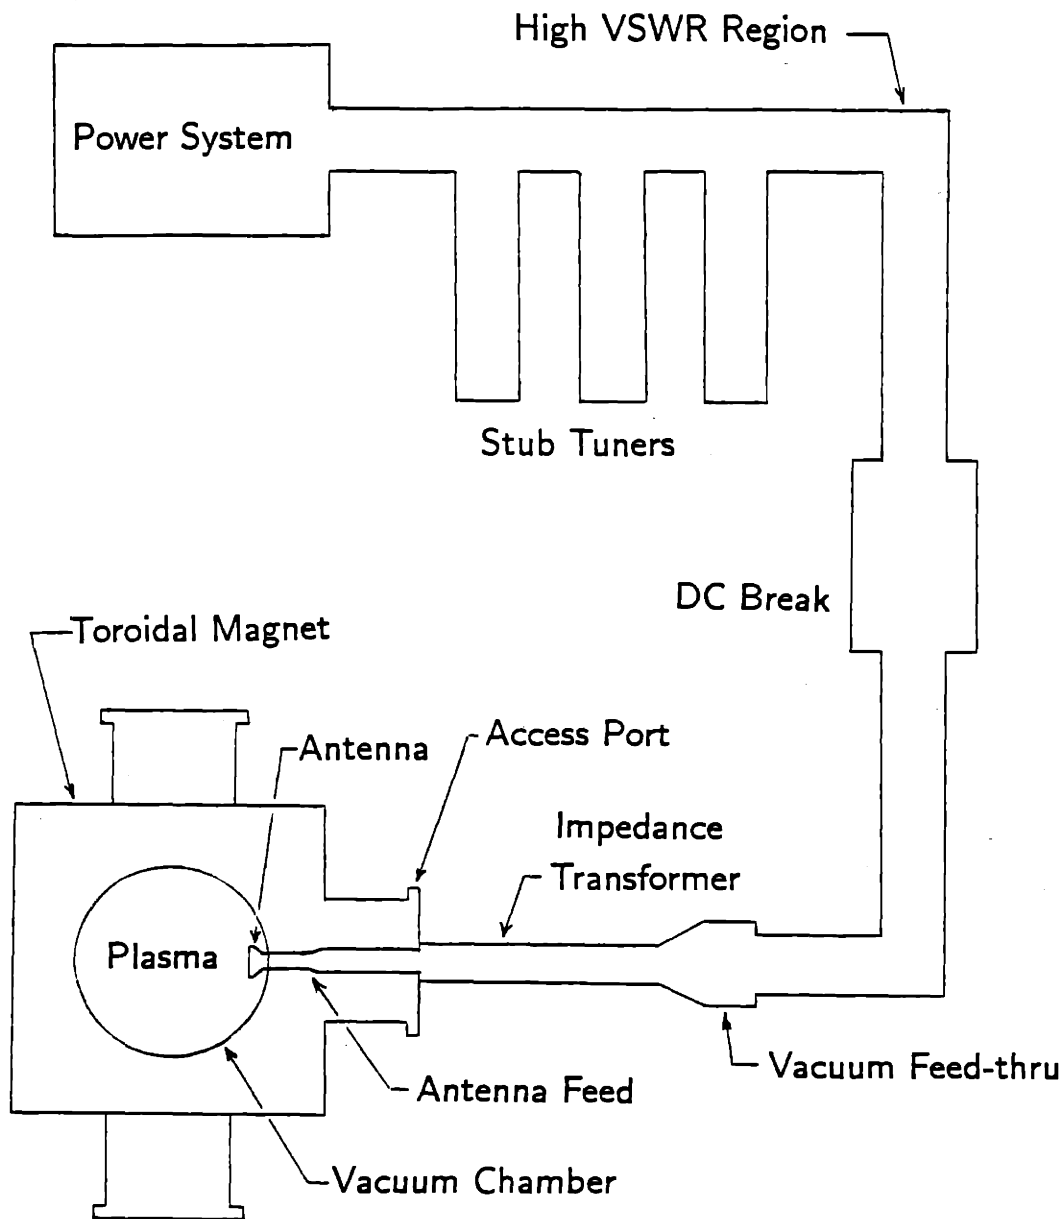 High VSWR Region
Power System
Stub Tuners
DC Break
Toroidal Magnet
Antenna
Access Port
Impedance
Transformer
Plasma
Vacuum Feed-thru
Antenna Feed
Vacuum Chamber